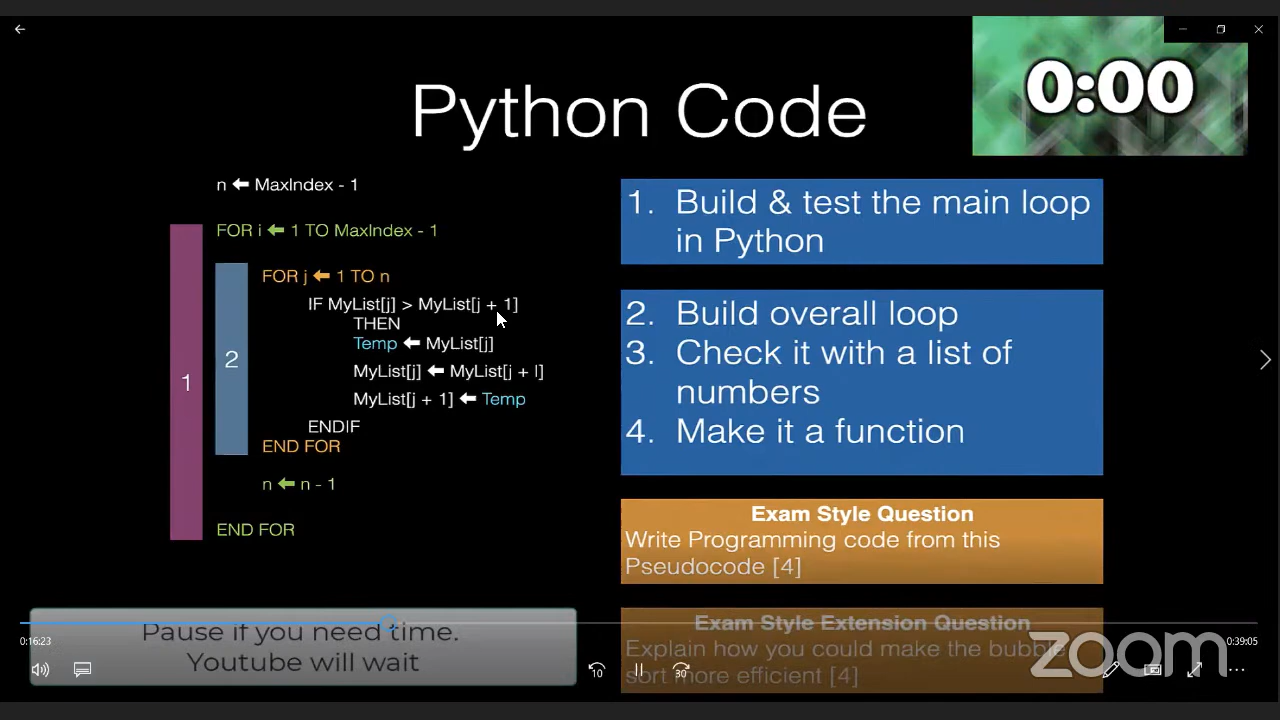 0:00
Python Code
n ← MaxIndex - 1
FOR i ← 1 TO MaxIndex - 1
FOR j ← 1 TO n
IF MyList[j] > MyList[j + 1]
THEN
Temp ← MyList[j]
MyList[j] ← MyList[j + I]
MyList[j + 1] ← Temp
ENDIF
END FOR
n ← n - 1
END FOR
1
2
1. Build & test the main loop
in Python
2. Build overall loop
3. Check it with a list of
numbers
4. Make it a function
Exam Style Question
Write Programming code from this
Pseudocode [4]
Exam Style Extension Question
Explain how you could make the bubble
sort more efficient [4]
Pause if you need time.
Youtube will wait
0:16:23
0:39:05
10
30
zoom